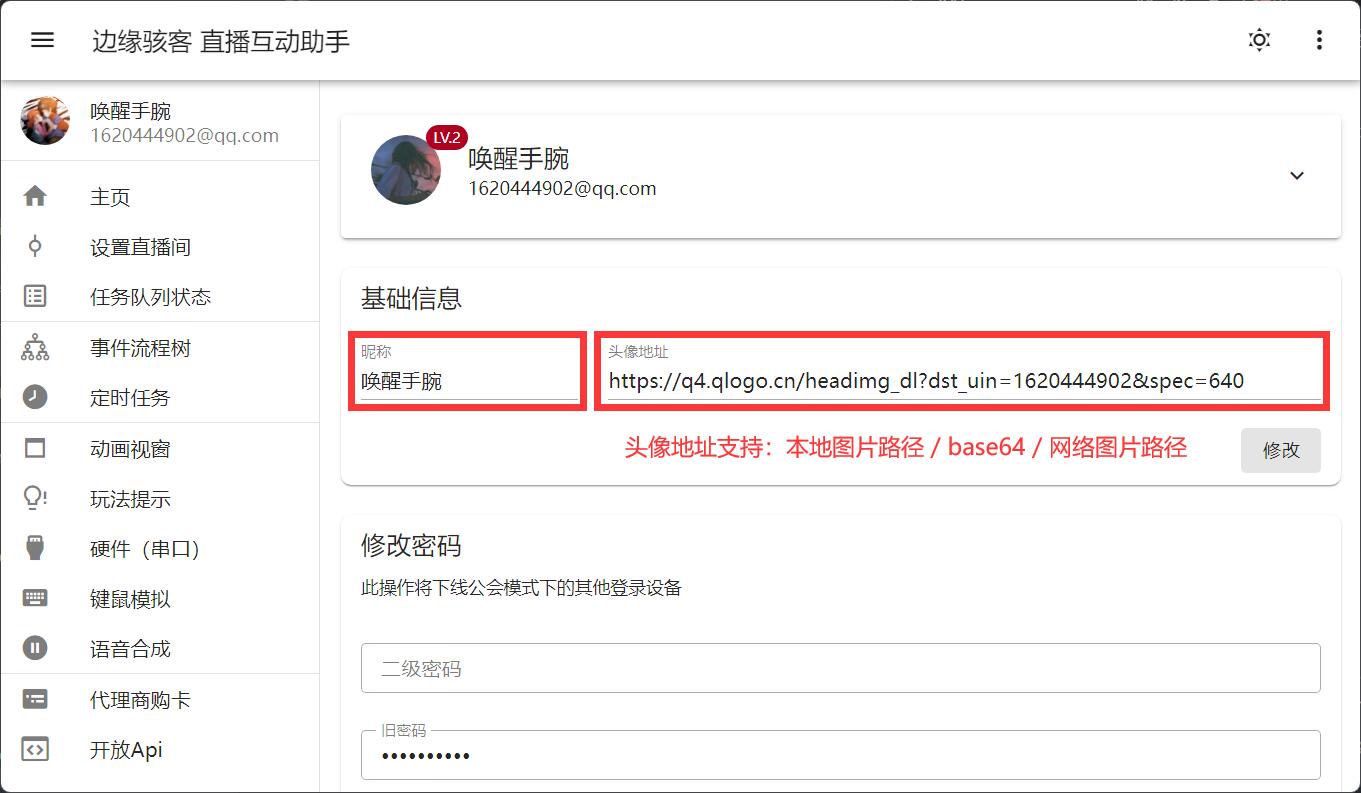 边缘骇客 直播互动助手
唤醒手腕
1620444902@qq.com
主页
设置直播间
任务队列状态
事件流程树
定时任务
动画视窗
玩法提示
硬件（串口）
键鼠模拟
语音合成
代理商购卡
开放Api
LV.2
唤醒手腕
1620444902@qq.com
基础信息
昵称
唤醒手腕
头像地址
https://q4.qlogo.cn/headimg_dl?dst_uin=1620444902&spec=640
头像地址支持：本地图片路径 / base64 / 网络图片路径
修改
修改密码
此操作将下线公会模式下的其他登录设备
二级密码
旧密码
••••••••••